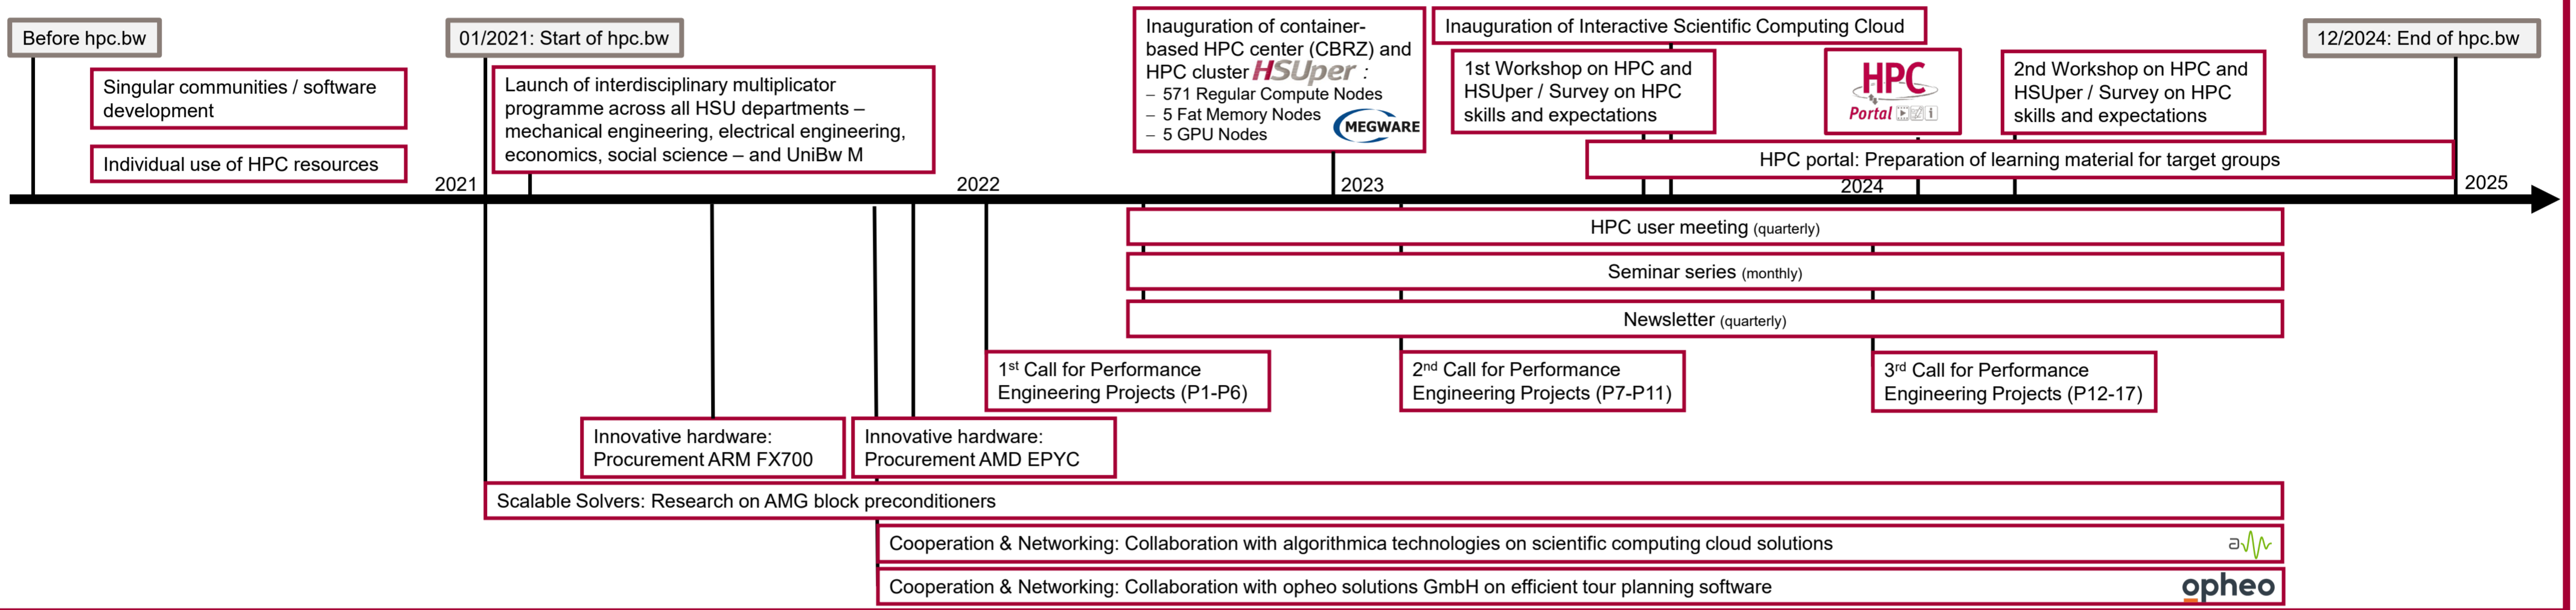 Before hpc.bw
Singular communities / software
development
Individual use of HPC resources
01/2021: Start of hpc.bw
Launch of interdisciplinary multiplicator
programme across all HSU departments –
mechanical engineering, electrical engineering,
economics, social science – and UniBw M
Inauguration of container-
based HPC center (CBRZ) and
HPC cluster HSUper :
– 571 Regular Compute Nodes
– 5 Fat Memory Nodes
– 5 GPU Nodes
MEGWARE
Inauguration of Interactive Scientific Computing Cloud
1st Workshop on HPC and
HSUper / Survey on HPC
skills and expectations
HPC
Portal
2nd Workshop on HPC and
HSUper / Survey on HPC
skills and expectations
12/2024: End of hpc.bw
HPC portal: Preparation of learning material for target groups
2021
2022
2023
2024
2025
HPC user meeting (quarterly)
Seminar series (monthly)
Newsletter (quarterly)
1st Call for Performance
Engineering Projects (P1-P6)
2nd Call for Performance
Engineering Projects (P7-P11)
3rd Call for Performance
Engineering Projects (P12-17)
Innovative hardware:
Procurement ARM FX700
Innovative hardware:
Procurement AMD EPYC
Scalable Solvers: Research on AMG block preconditioners
Cooperation & Networking: Collaboration with algorithmica technologies on scientific computing cloud solutions
a
Cooperation & Networking: Collaboration with opheo solutions GmbH on efficient tour planning software
opheo